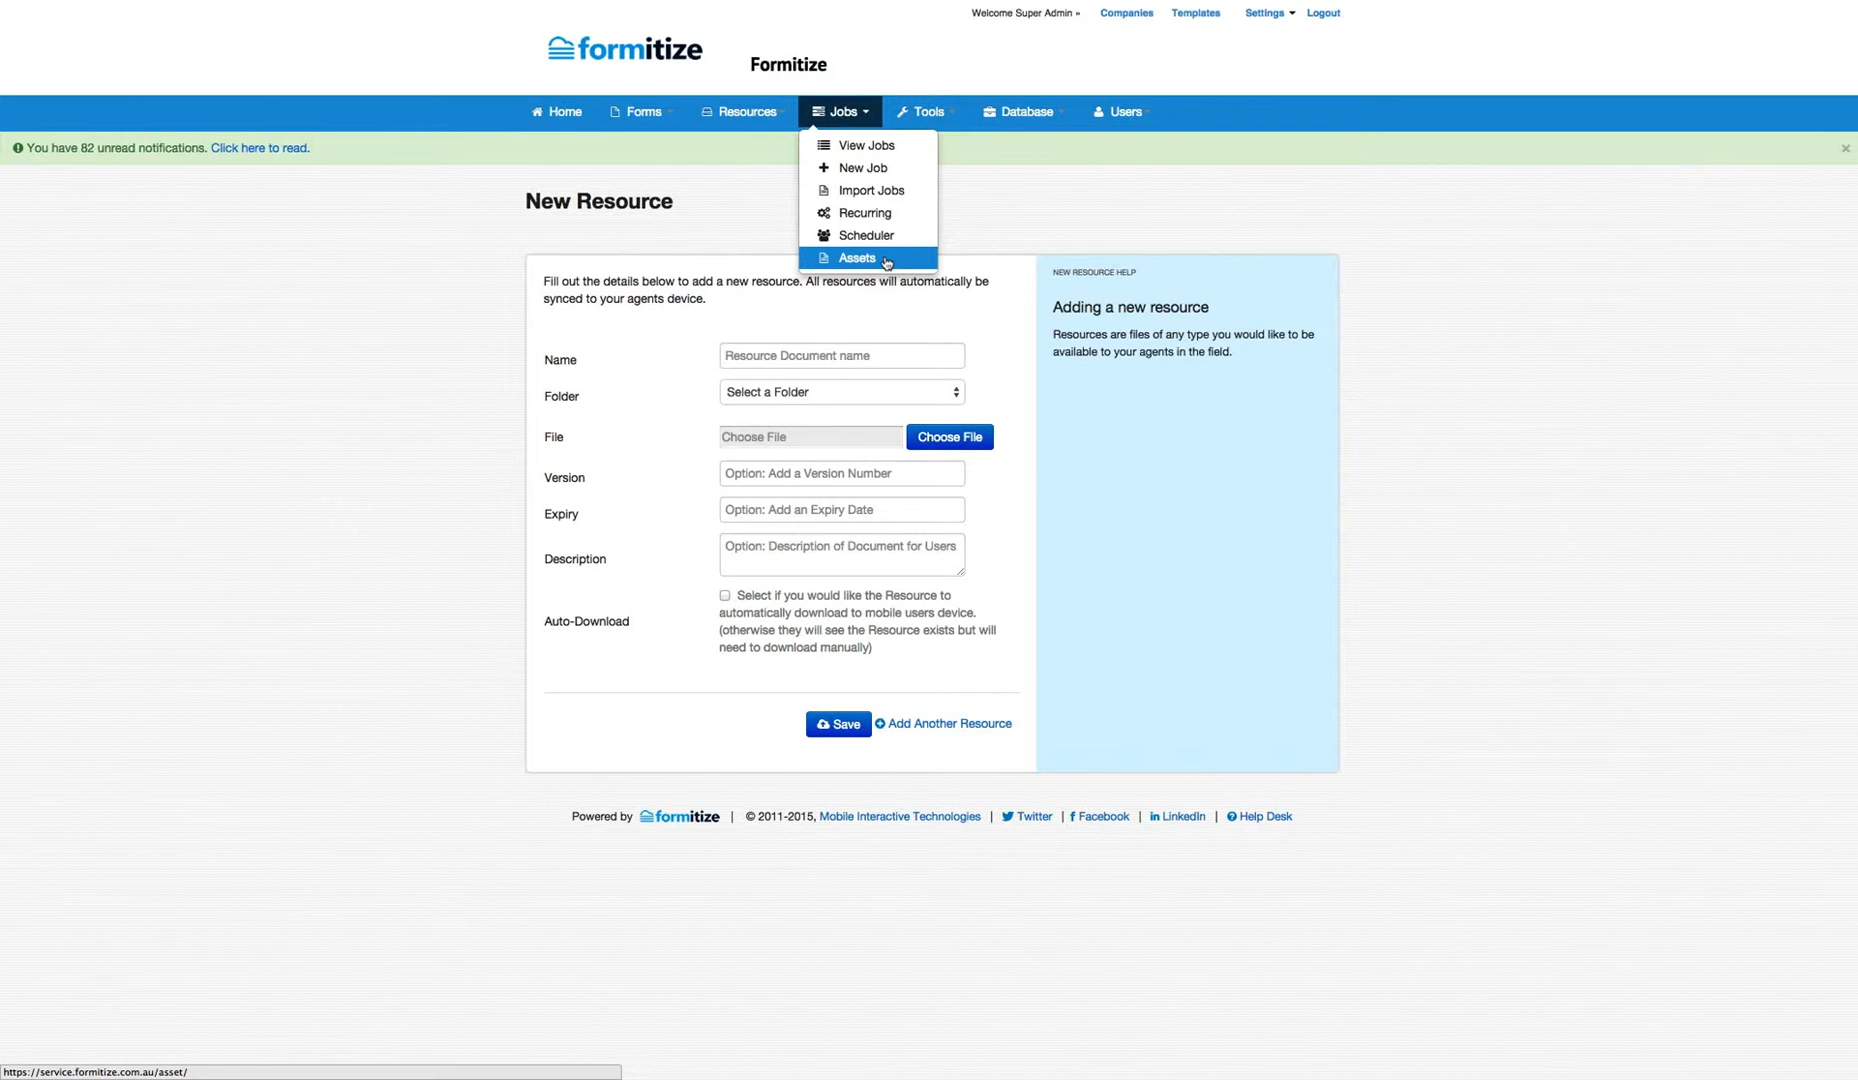 Welcome Super Admin » Companies Templates Settings Logout
formitize
Formitize
Home Forms Resources Jobs Tools Database Users
You have 82 unread notifications. Click here to read. ×
View Jobs
New Job
Import Jobs
Recurring
Scheduler
Assets
New Resource
Fill out the details below to add a new resource. All resources will automatically be
synced to your agents device.
Name Resource Document name
Folder Select a Folder
File Choose File Choose File
Version Option: Add a Version Number
Expiry Option: Add an Expiry Date
Description Option: Description of Document for Users
Auto-Download
Select if you would like the Resource to
automatically download to mobile users device.
(otherwise they will see the Resource exists but will
need to download manually)
Save Add Another Resource
NEW RESOURCE HELP
Adding a new resource
Resources are files of any type you would like to be
available to your agents in the field.
Powered by formitize | © 2011-2015, Mobile Interactive Technologies | Twitter | Facebook | LinkedIn | Help Desk
https://service.formitize.com.au/asset/